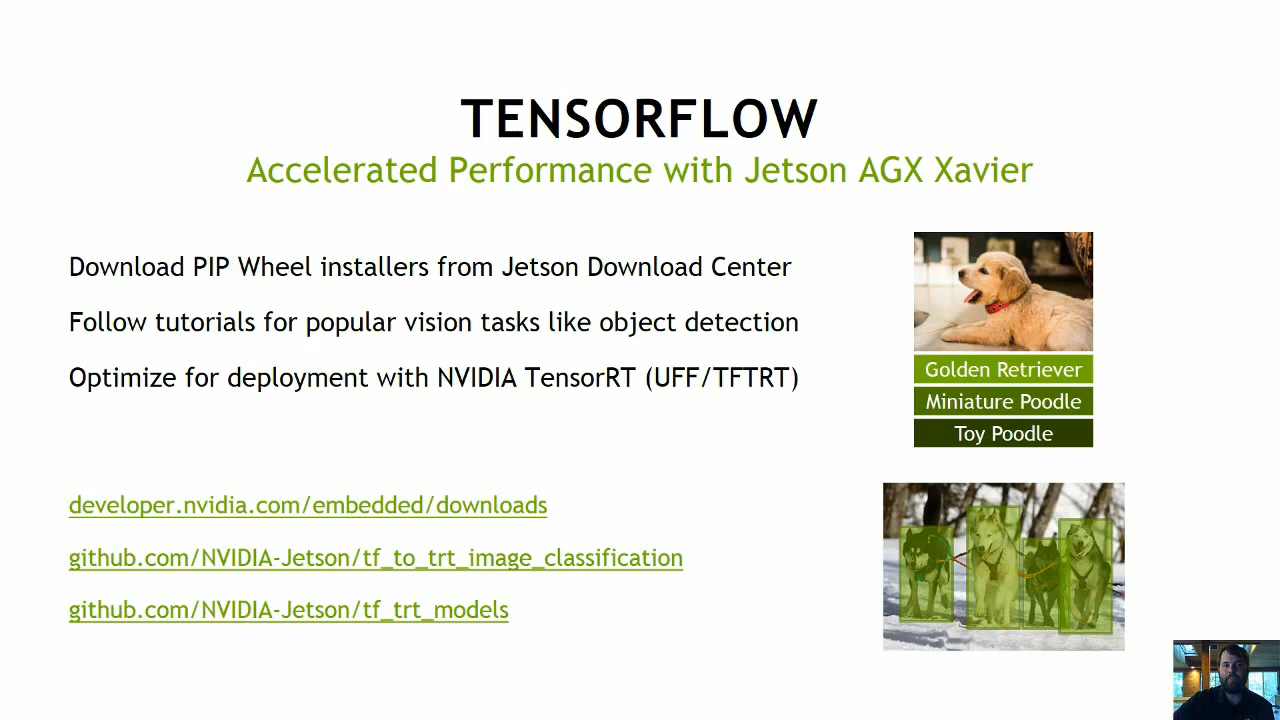 TENSORFLOW
Accelerated Performance with Jetson AGX Xavier
Download PIP Wheel installers from Jetson Download Center
Follow tutorials for popular vision tasks like object detection
Optimize for deployment with NVIDIA TensorRT (UFF/TFTRT)
Golden Retriever
Miniature Poodle
Toy Poodle
developer.nvidia.com/embedded/downloads
github.com/NVIDIA-Jetson/tf_to_trt_image_classification
github.com/NVIDIA-Jetson/tf_trt_models